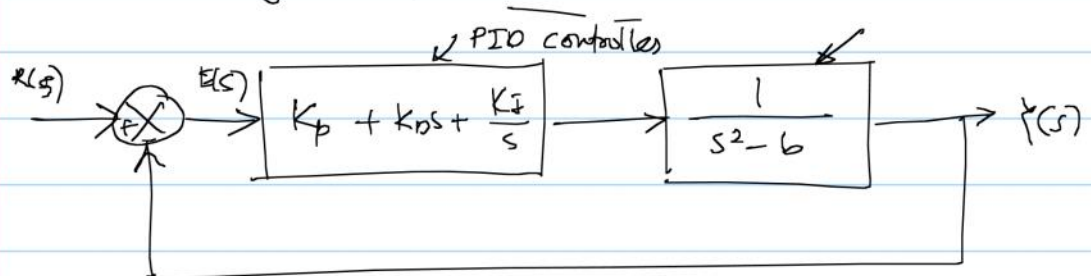 PID controller
R(s) E(s) Kp + KDs + KI/s 1/(s² - 6) Y(s)
+
-